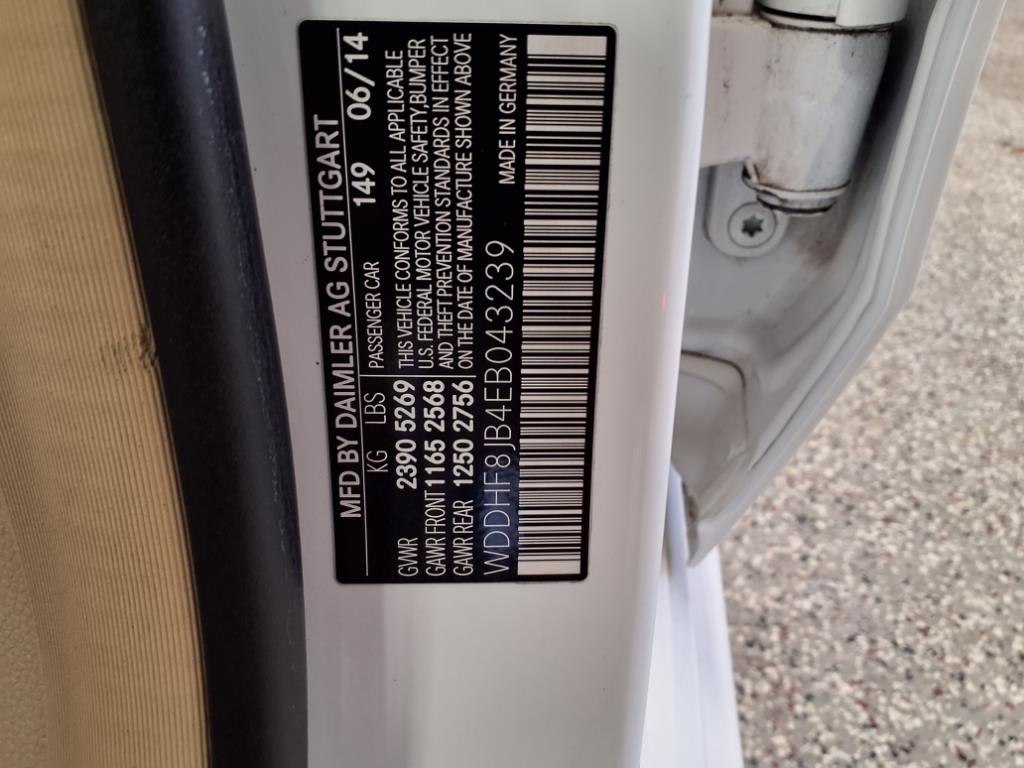 MFD BY DAIMLER AG STUTTGART 149 06/14
KG LBS PASSENGER CAR
GVWR 2390 5269 THIS VEHICLE CONFORMS TO ALL APPLICABLE
GAWR FRONT 1165 2568 U.S. FEDERAL MOTOR VEHICLE SAFETY,BUMPER
GAWR REAR 1250 2756 AND THEFT PREVENTION STANDARDS IN EFFECT
ON THE DATE OF MANUFACTURE SHOWN ABOVE
WDDHF8JB4EB043239 MADE IN GERMANY